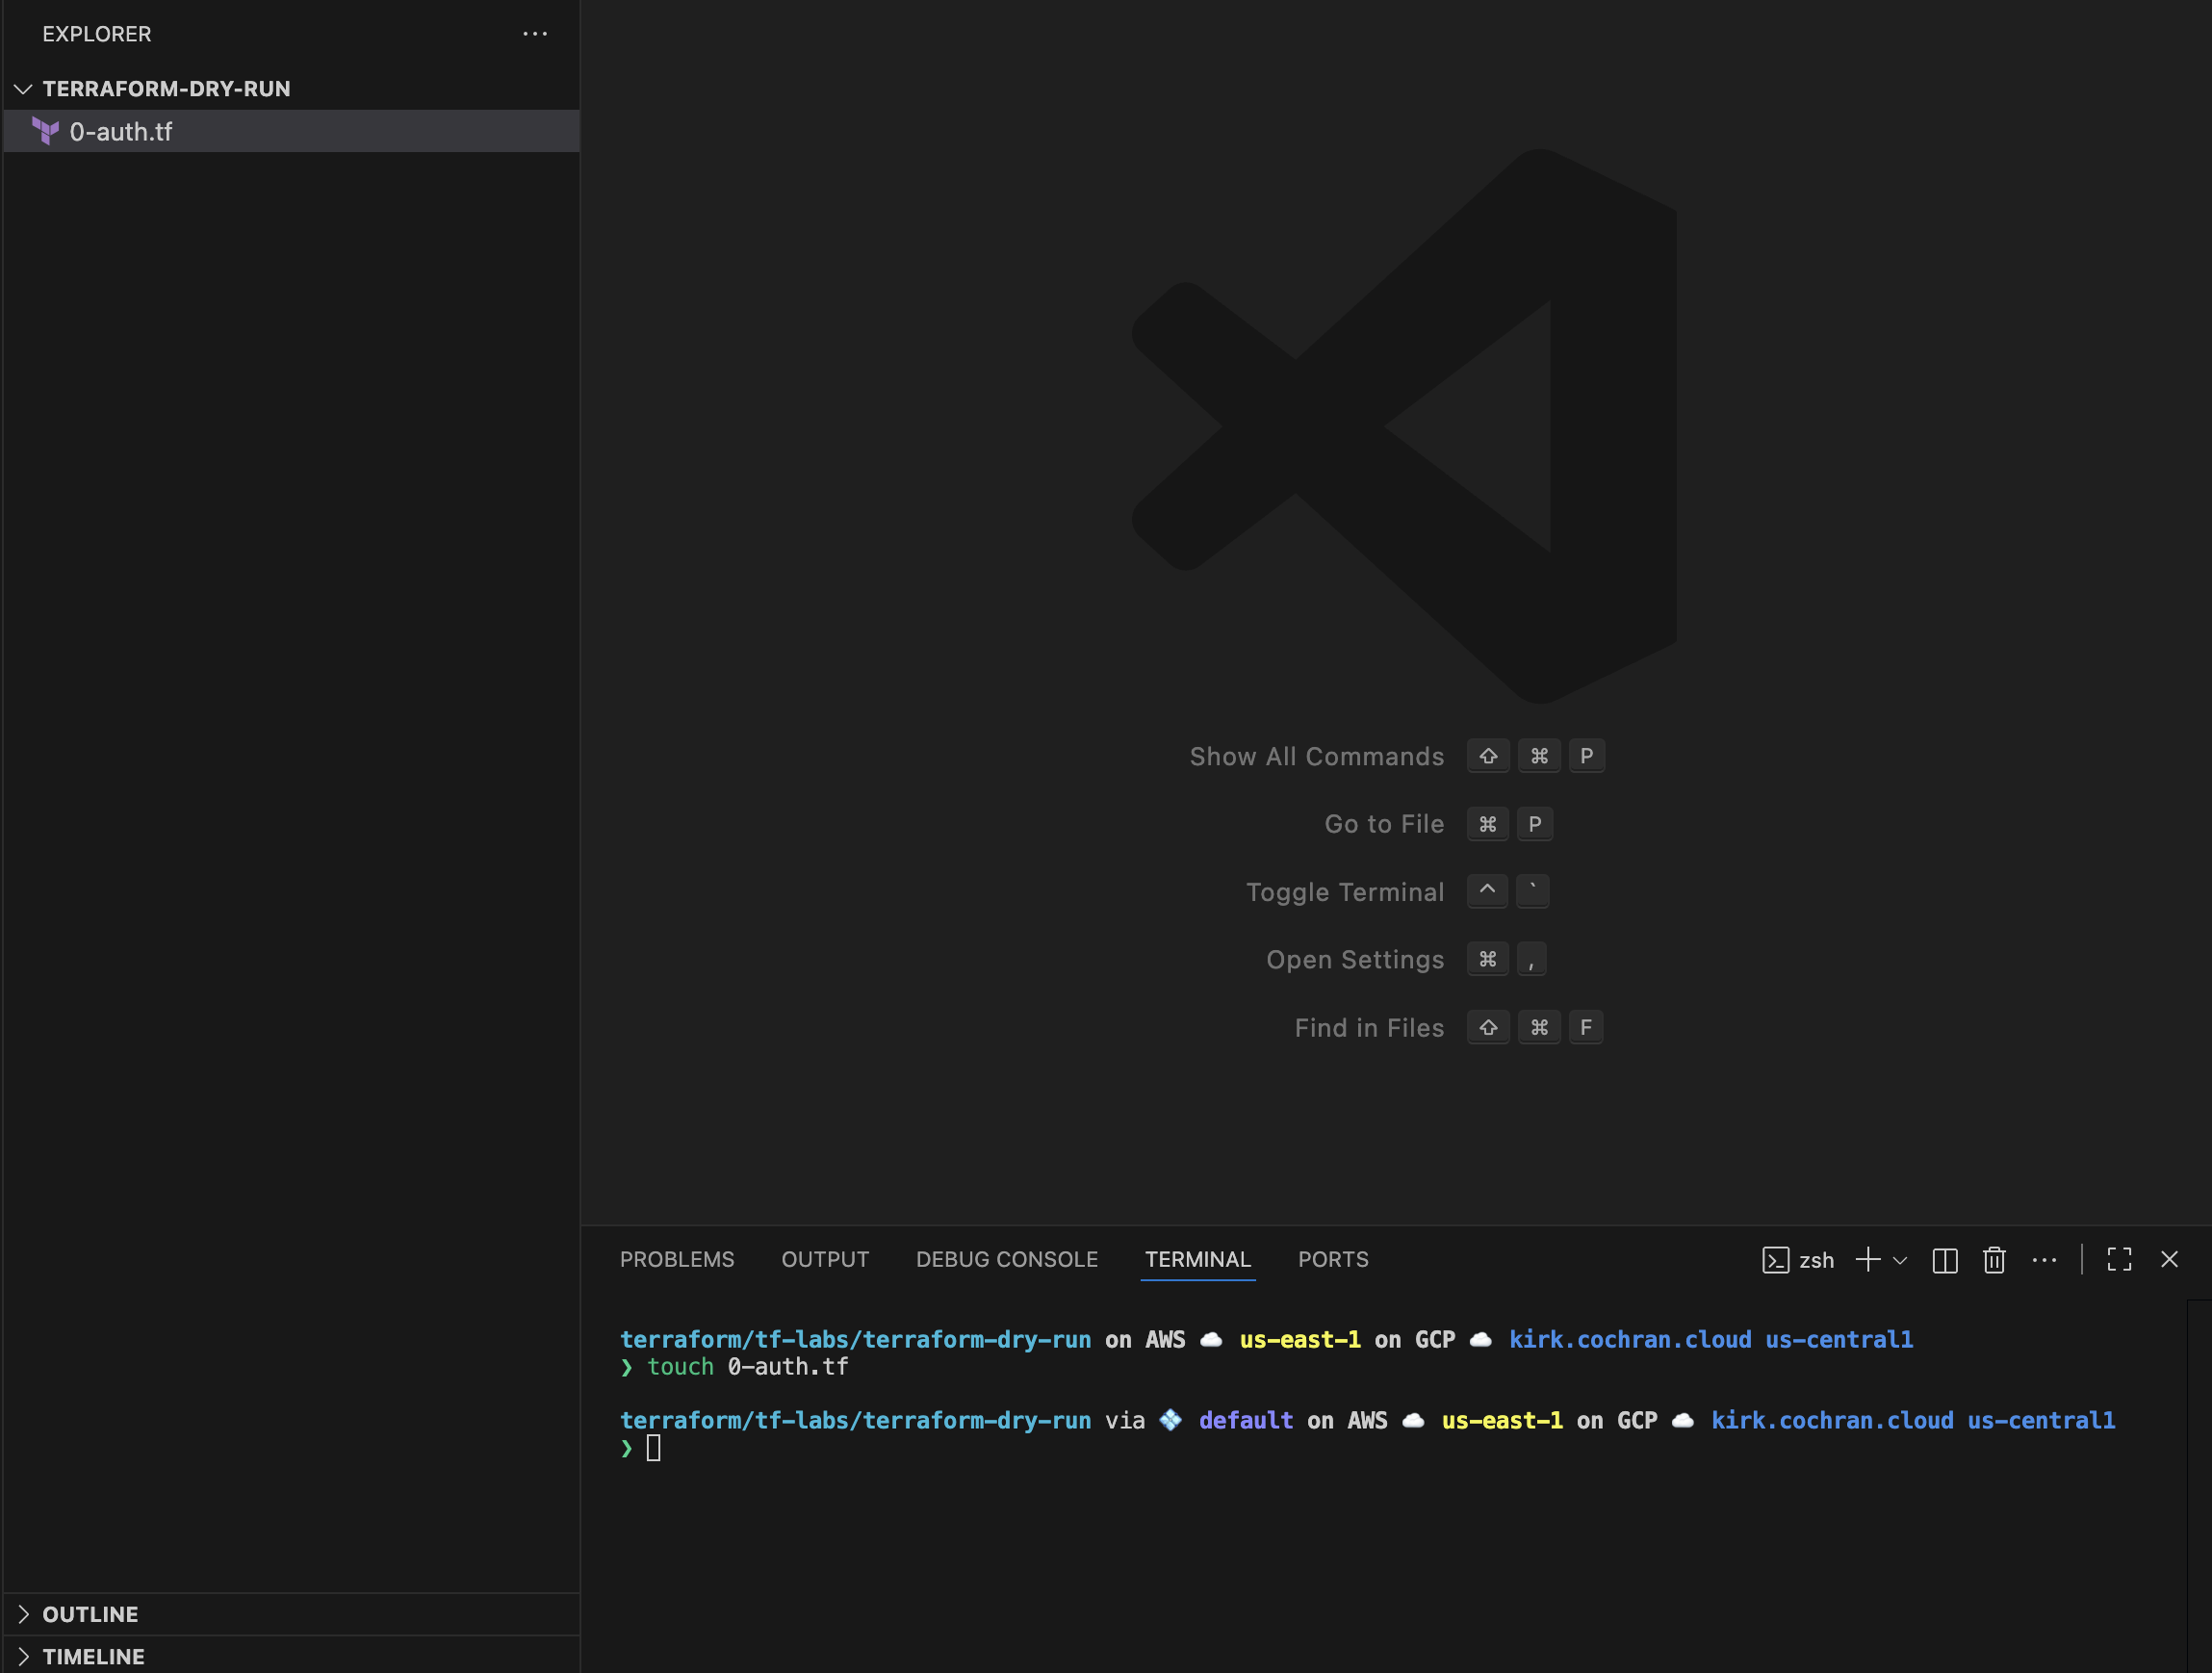 EXPLORER
TERRAFORM-DRY-RUN
0-auth.tf
Show All Commands ⇧ ⌘ P
Go to File ⌘ P
Toggle Terminal ^ `
Open Settings ⌘ ,
Find in Files ⇧ ⌘ F
PROBLEMS OUTPUT DEBUG CONSOLE TERMINAL PORTS zsh
terraform/tf-labs/terraform-dry-run on AWS ☁️ us-east-1 on GCP ☁️ kirk.cochran.cloud us-central1
❯ touch 0-auth.tf
terraform/tf-labs/terraform-dry-run via 💠 default on AWS ☁️ us-east-1 on GCP ☁️ kirk.cochran.cloud us-central1
❯
OUTLINE
TIMELINE